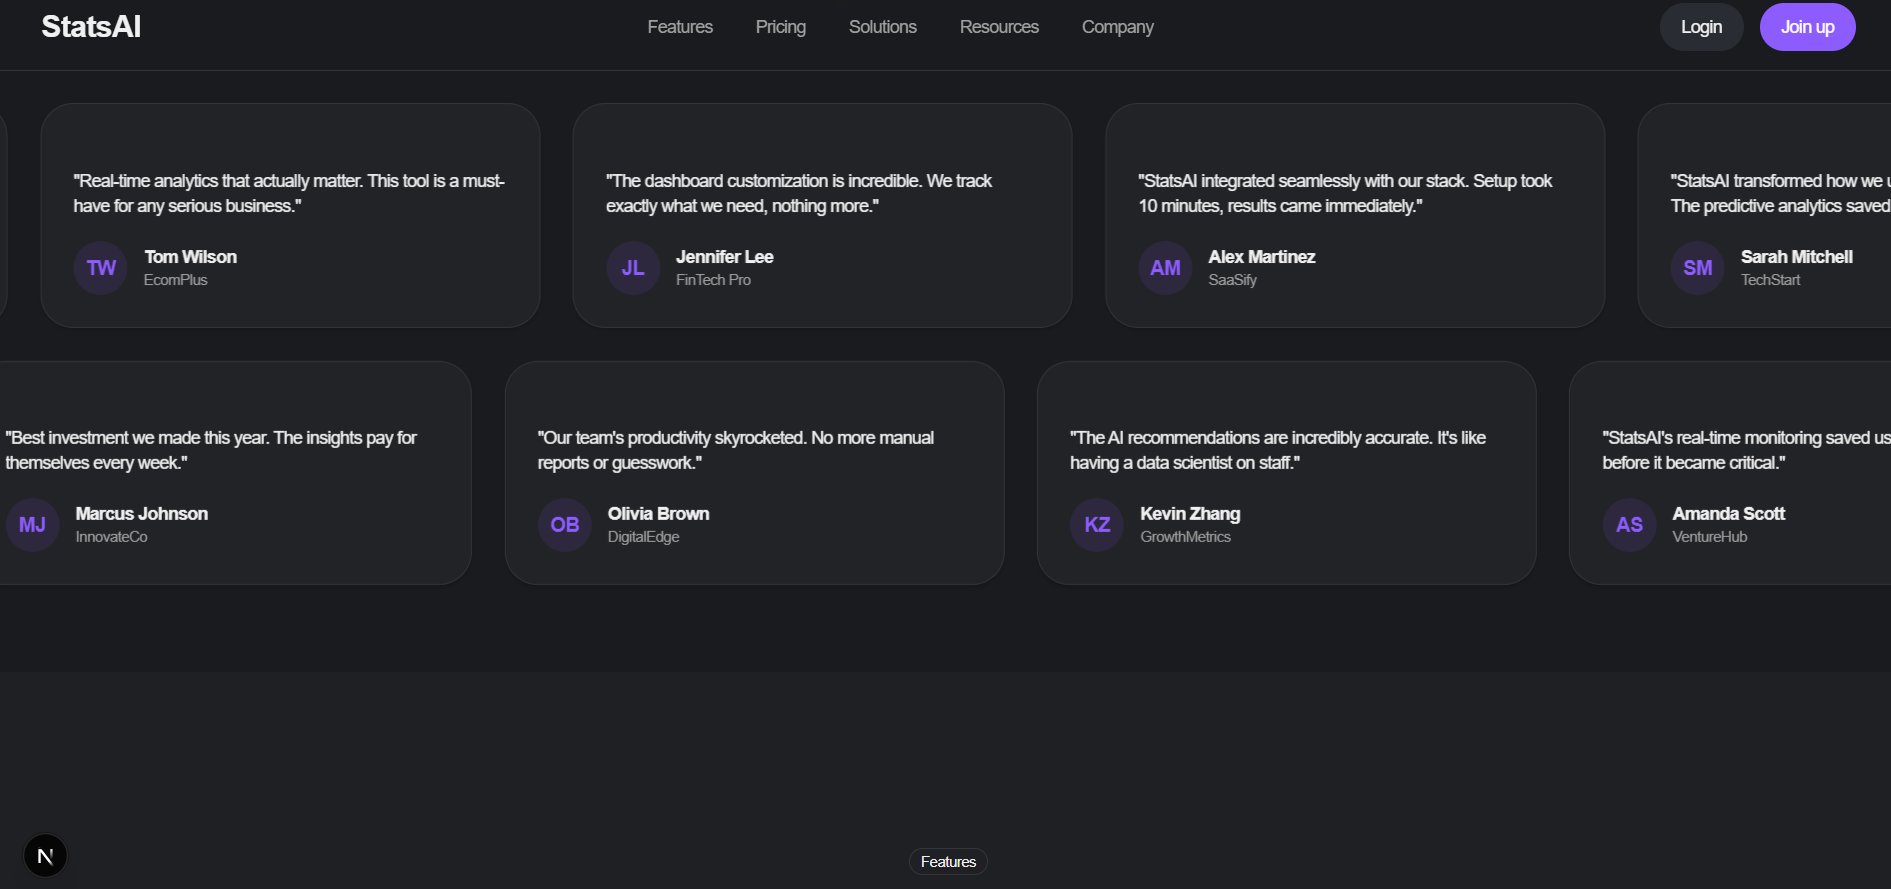 StatsAI
Features
Pricing
Solutions
Resources
Company
Login
Join up
"Real-time analytics that actually matter. This tool is a must-
have for any serious business."
TW
Tom Wilson
EcomPlus
"The dashboard customization is incredible. We track
exactly what we need, nothing more."
JL
Jennifer Lee
FinTech Pro
"StatsAI integrated seamlessly with our stack. Setup took
10 minutes, results came immediately."
AM
Alex Martinez
SaaSify
"StatsAI transformed how we
The predictive analytics saved
SM
Sarah Mitchell
TechStart
"Best investment we made this year. The insights pay for
themselves every week."
MJ
Marcus Johnson
InnovateCo
"Our team's productivity skyrocketed. No more manual
reports or guesswork."
OB
Olivia Brown
DigitalEdge
"The AI recommendations are incredibly accurate. It's like
having a data scientist on staff."
KZ
Kevin Zhang
GrowthMetrics
"StatsAI's real-time monitoring saved us
before it became critical."
AS
Amanda Scott
VentureHub
N
Features